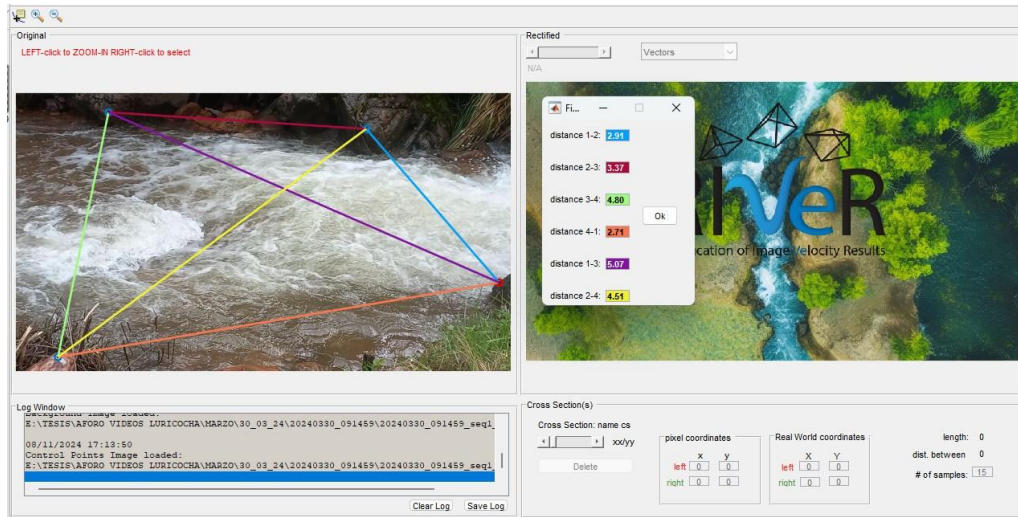 Original
LEFT-click to ZOOM-IN RIGHT-click to select
Rectified
Vectors
N/A
Fi...
distance 1-2: 2.91
distance 2-3: 3.37
distance 3-4: 4.80
distance 4-1: 2.71
distance 1-3: 5.07
distance 2-4: 4.51
Ok
VeR
cation of Image Velocity Results
Log Window
Background image loaded:
E:\TESIS\AFORO VIDEOS LURICOCHA\MARZO\30_03_24\20240330_091459\20240330_091459_seq1_
08/11/2024 17:13:50
Control Points Image loaded:
E:\TESIS\AFORO VIDEOS LURICOCHA\MARZO\30_03_24\20240330_091459\20240330_091459_seq1_
Clear Log Save Log
Cross Section(s)
Cross Section: name cs
xx/yy
Delete
pixel coordinates
x y
left 0 0
right 0 0
Real World coordinates
X Y
left 0 0
right 0 0
length: 0
dist. between 0
# of samples: 15